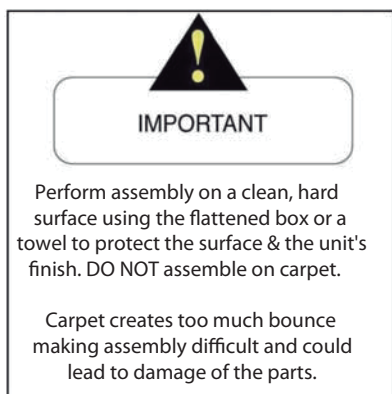 IMPORTANT
Perform assembly on a clean, hard
surface using the flattened box or a
towel to protect the surface & the unit's
finish. DO NOT assemble on carpet.
Carpet creates too much bounce
making assembly difficult and could
lead to damage of the parts.